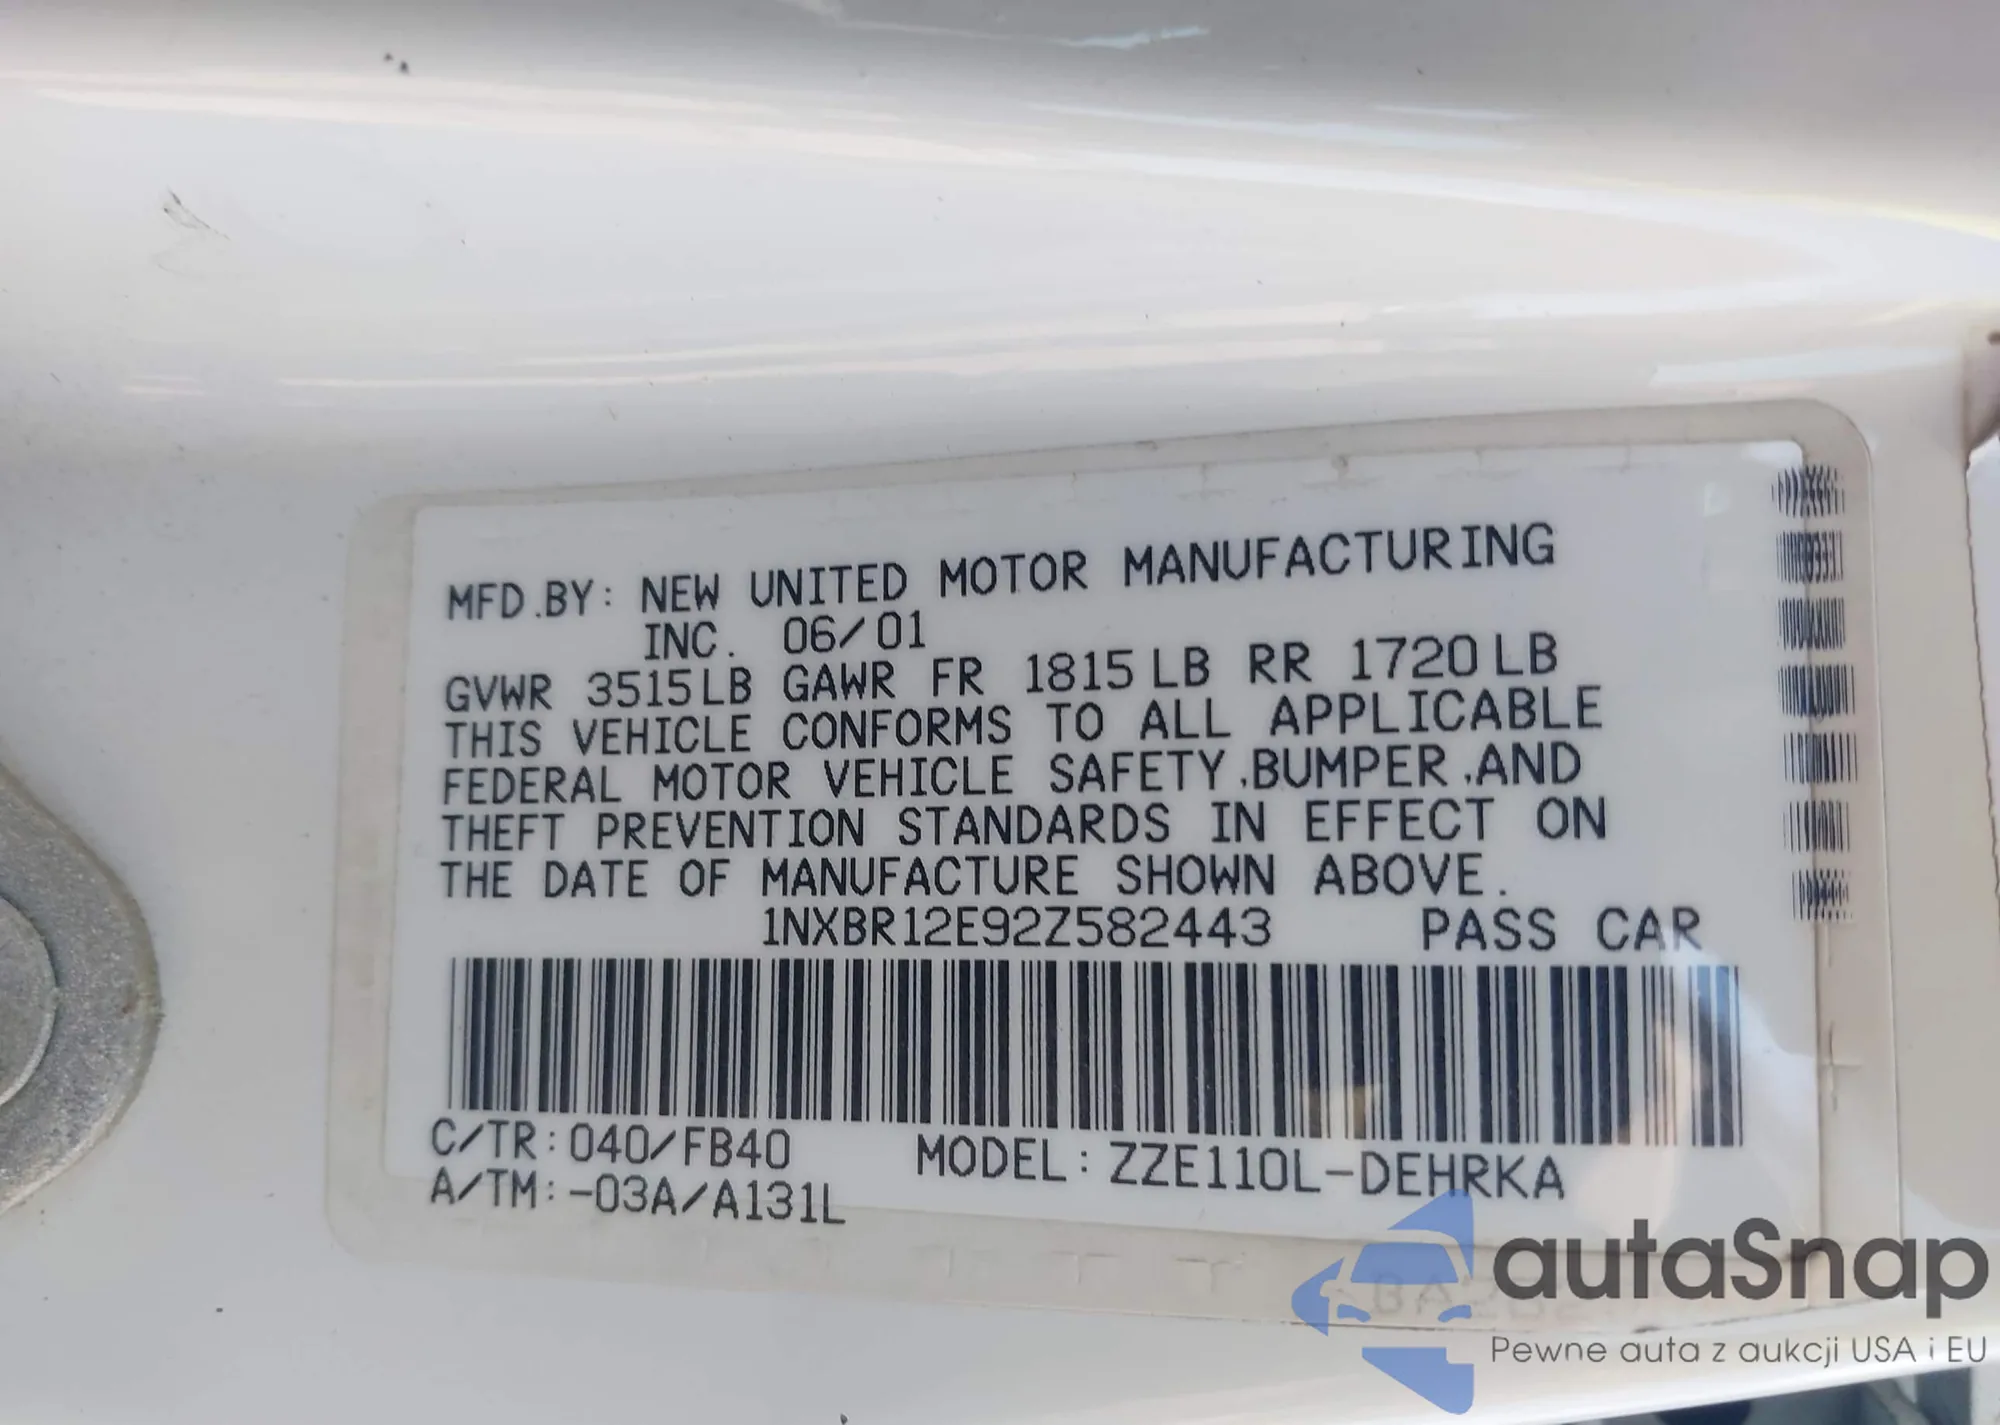 MFD.BY: NEW UNITED MOTOR MANUFACTURING
INC. 06/01
GVWR 3515LB GAWR FR 1815LB RR 1720LB
THIS VEHICLE CONFORMS TO ALL APPLICABLE
FEDERAL MOTOR VEHICLE SAFETY,BUMPER,AND
THEFT PREVENTION STANDARDS IN EFFECT ON
THE DATE OF MANUFACTURE SHOWN ABOVE.
1NXBR12E92Z582443 PASS CAR
C/TR: 040/FB40 MODEL: ZZE110L-DEHRKA
A/TM: -03A/A131L
autaSnap
Pewne auta z aukcji USA i EU